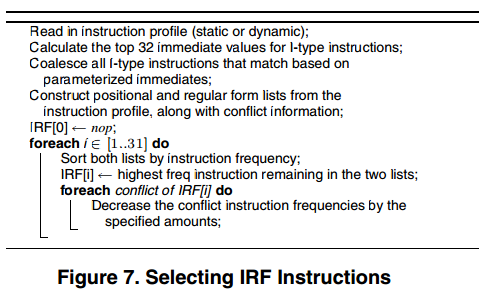 Read in instruction profile (static or dynamic);
Calculate the top 32 immediate values for I-type instructions;
Coalesce all I-type instructions that match based on
parameterized immediates;
Construct positional and regular form lists from the
instruction profile, along with conflict information;
IRF[0] ← nop;
foreach i ∈ [1..31] do
Sort both lists by instruction frequency;
IRF[i] ← highest freq instruction remaining in the two lists;
foreach conflict of IRF[i] do
Decrease the conflict instruction frequencies by the
specified amounts;
Figure 7. Selecting IRF Instructions